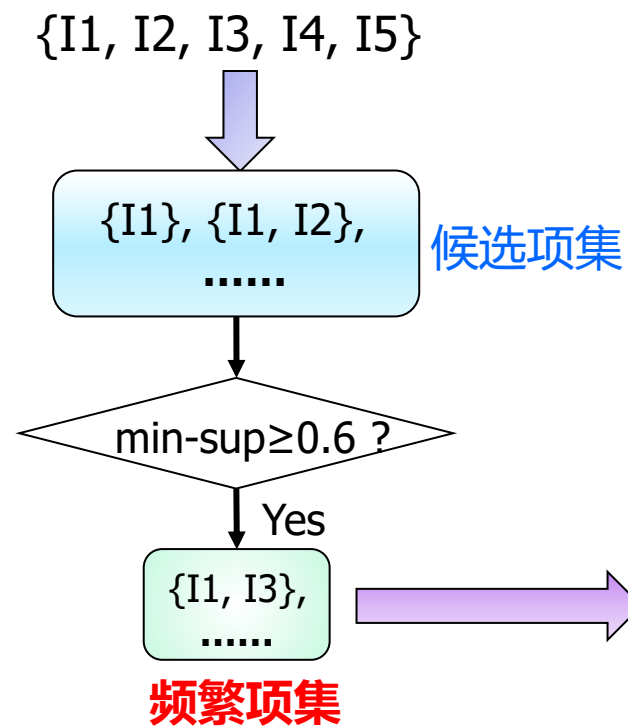 {I1, I2, I3, I4, I5}
{I1}, {I1, I2},
......
候选项集
min-sup≥0.6 ?
Yes
{I1, I3},
......
频繁项集